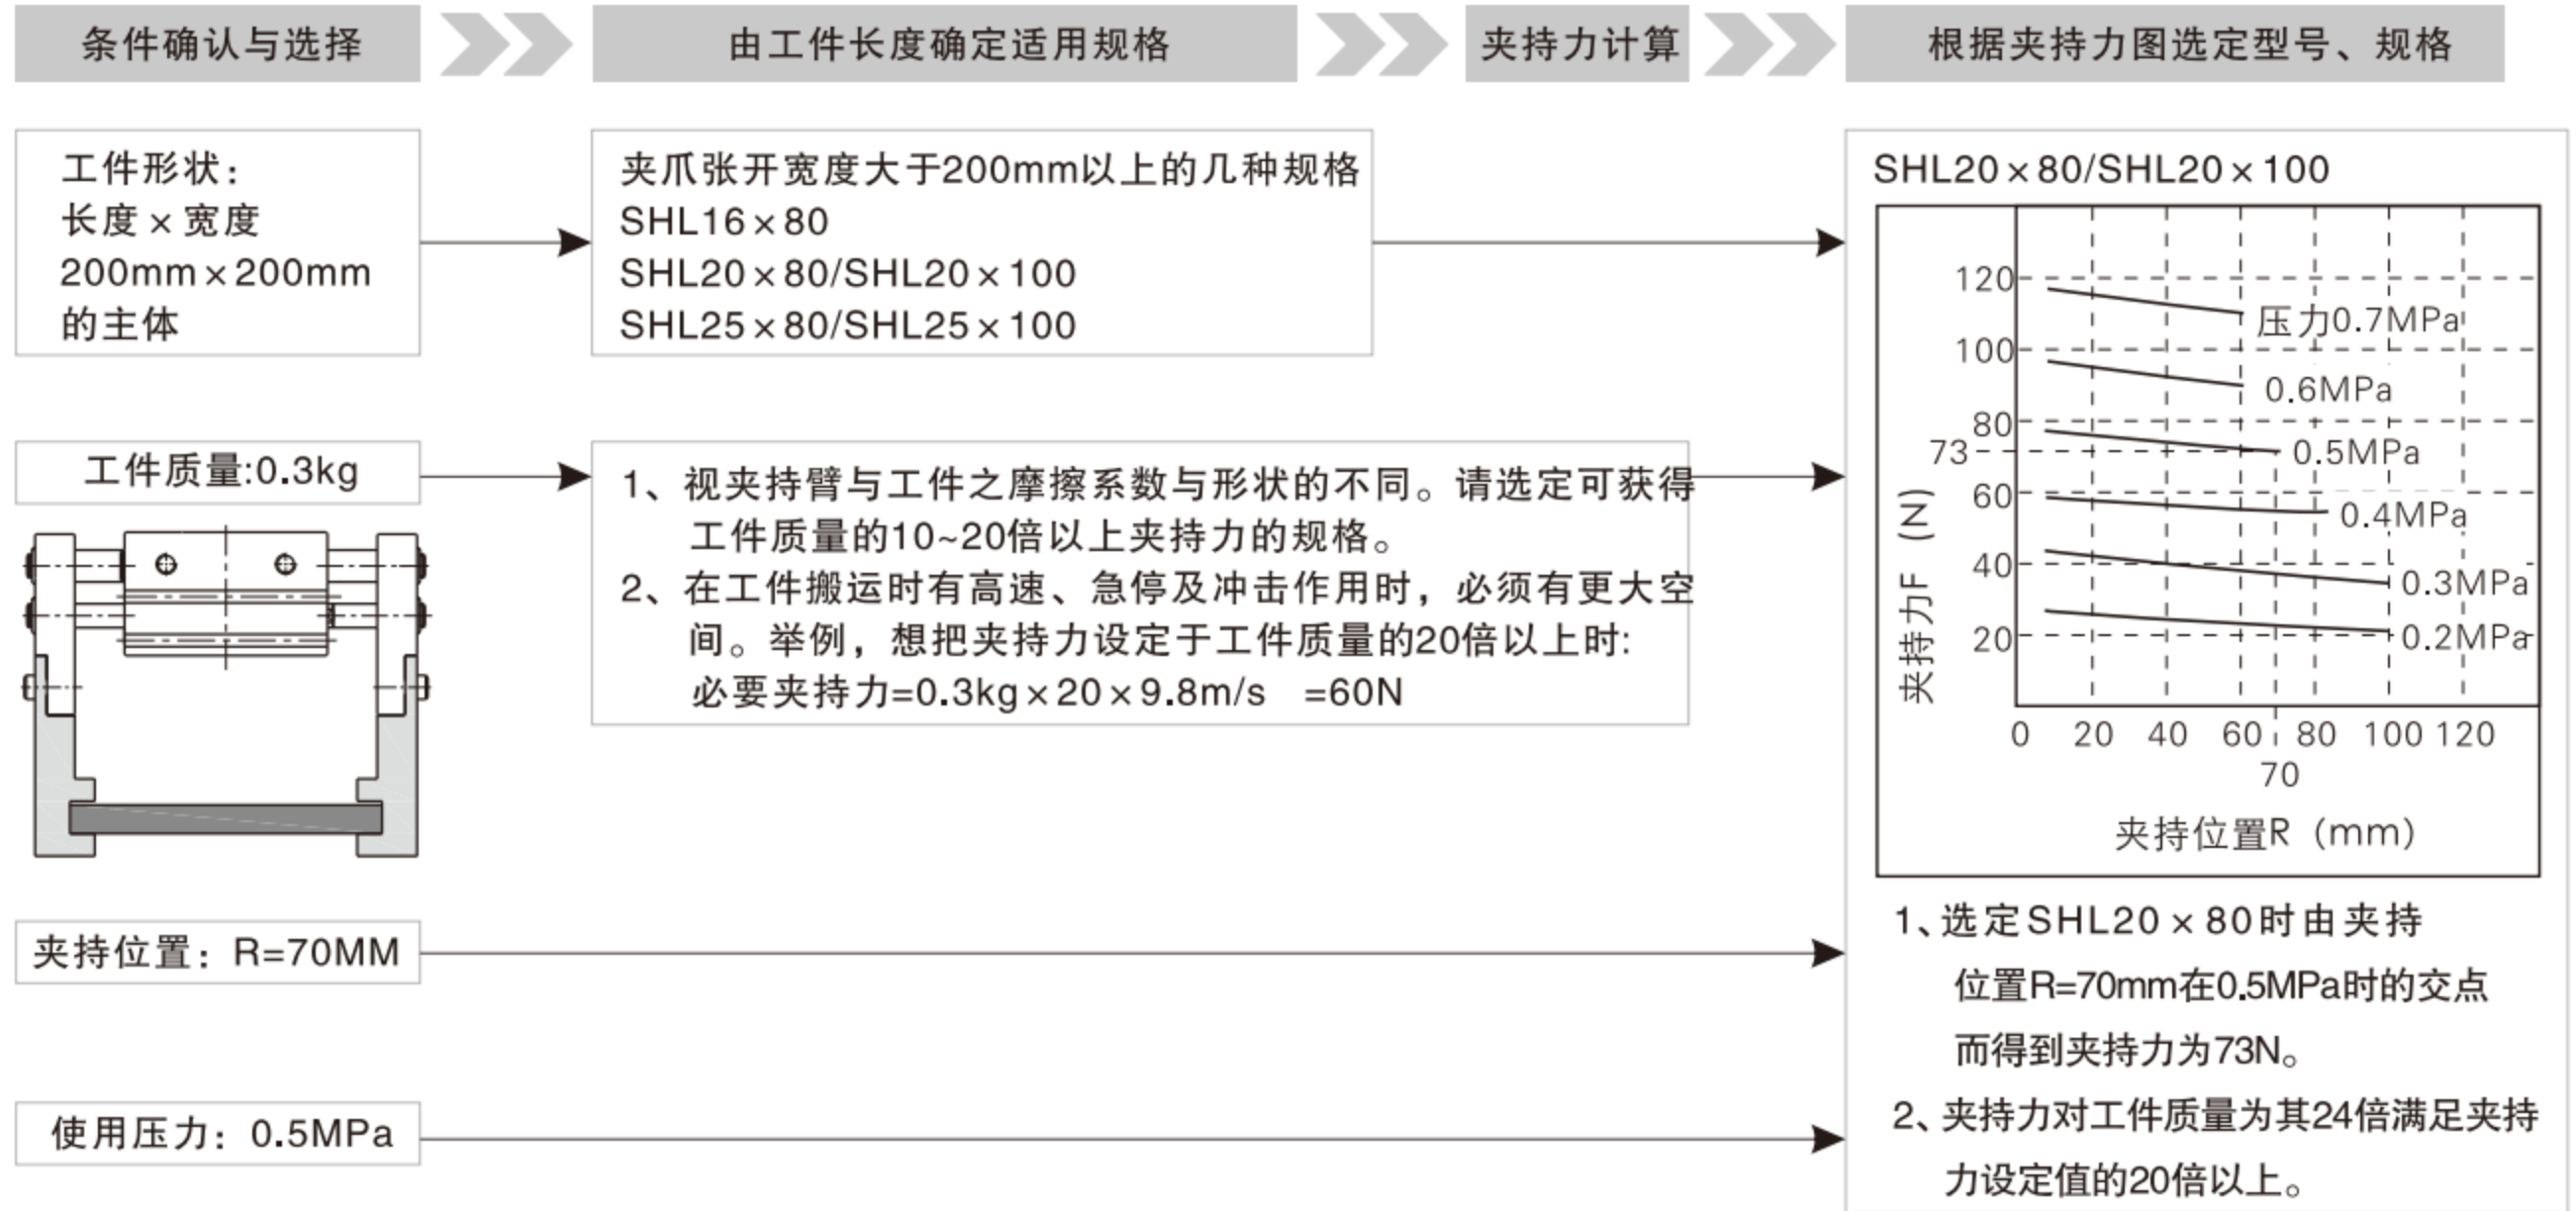 条件确认与选择
由工件长度确定适用规格
夹持力计算
根据夹持力图选定型号、规格
工件形状：
长度×宽度
200mm×200mm
的主体
夹爪张开宽度大于200mm以上的几种规格
SHL16×80
SHL20×80/SHL20×100
SHL25×80/SHL25×100
工件质量:0.3kg
1、视夹持臂与工件之摩擦系数与形状的不同。请选定可获得
工件质量的10~20倍以上夹持力的规格。
2、在工件搬运时有高速、急停及冲击作用时，必须有更大空
间。举例，想把夹持力设定于工件质量的20倍以上时:
必要夹持力=0.3kg×20×9.8m/s =60N
夹持位置：R=70MM
使用压力：0.5MPa
SHL20×80/SHL20×100
120
100
80
73
60
40
20
夹持力F (N)
压力0.7MPa
0.6MPa
0.5MPa
0.4MPa
0.3MPa
0.2MPa
0 20 40 60 80 100 120
70
夹持位置R (mm)
1、选定SHL20×80时由夹持
位置R=70mm在0.5MPa时的交点
而得到夹持力为73N。
2、夹持力对工件质量为其24倍满足夹持
力设定值的20倍以上。